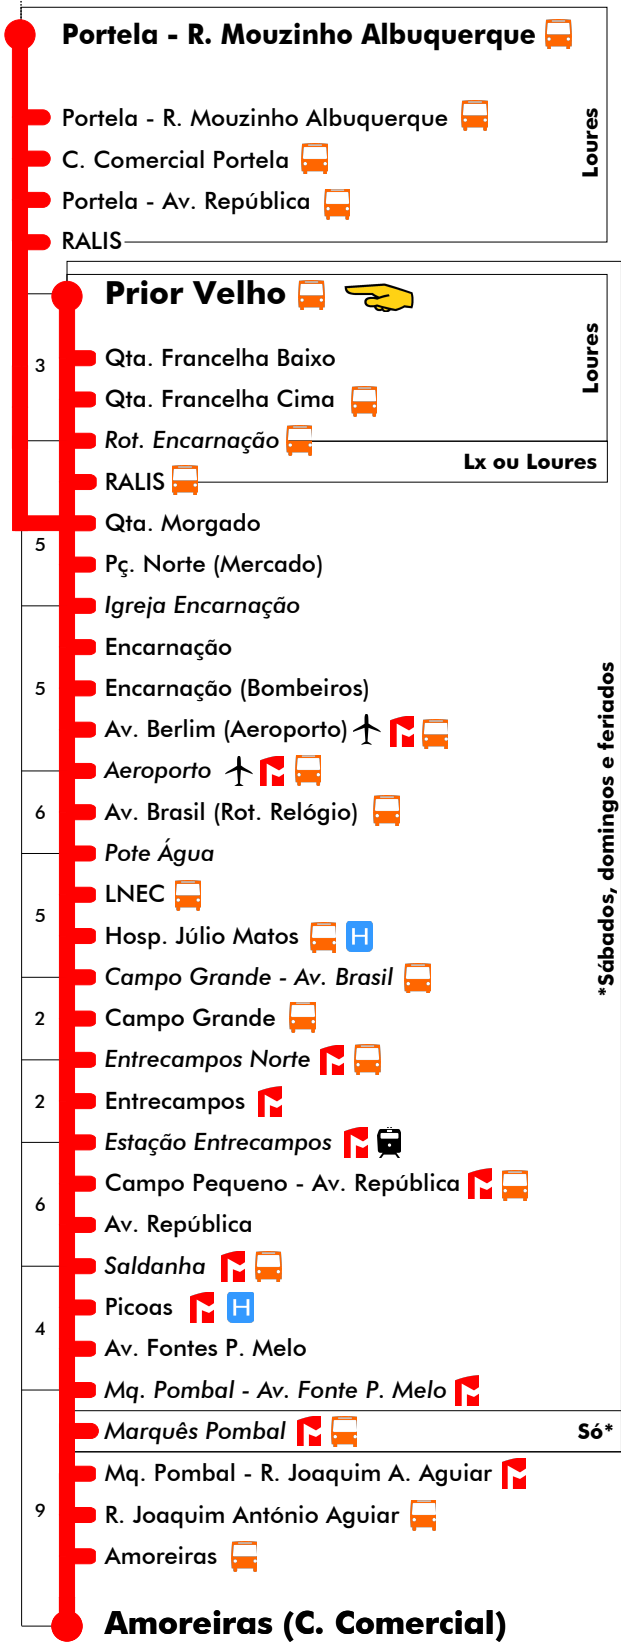 Portela - R. Mouzinho Albuquerque
Portela - R. Mouzinho Albuquerque
C. Comercial Portela
Portela - Av. República
RALIS
Loures
Prior Velho
3
Qta. Francelha Baixo
Qta. Francelha Cima
Loures
Rot. Encarnação
Lx ou Loures
RALIS
Qta. Morgado
5
Pç. Norte (Mercado)
Igreja Encarnação
Encarnação
5
Encarnação (Bombeiros)
Av. Berlim (Aeroporto)
Aeroporto
6
Av. Brasil (Rot. Relógio)
Pote Água
LNEC
5
Hosp. Júlio Matos
H
Campo Grande - Av. Brasil
*Sábados, domingos e feriados
2
Campo Grande
Entrecampos Norte
2
Entrecampos
Estação Entrecampos
Campo Pequeno - Av. República
6
Av. República
Saldanha
Picoas
H
4
Av. Fontes P. Melo
Mq. Pombal - Av. Fonte P. Melo
Marquês Pombal
Só*
Mq. Pombal - R. Joaquim A. Aguiar
9
R. Joaquim António Aguiar
Amoreiras
Amoreiras (C. Comercial)